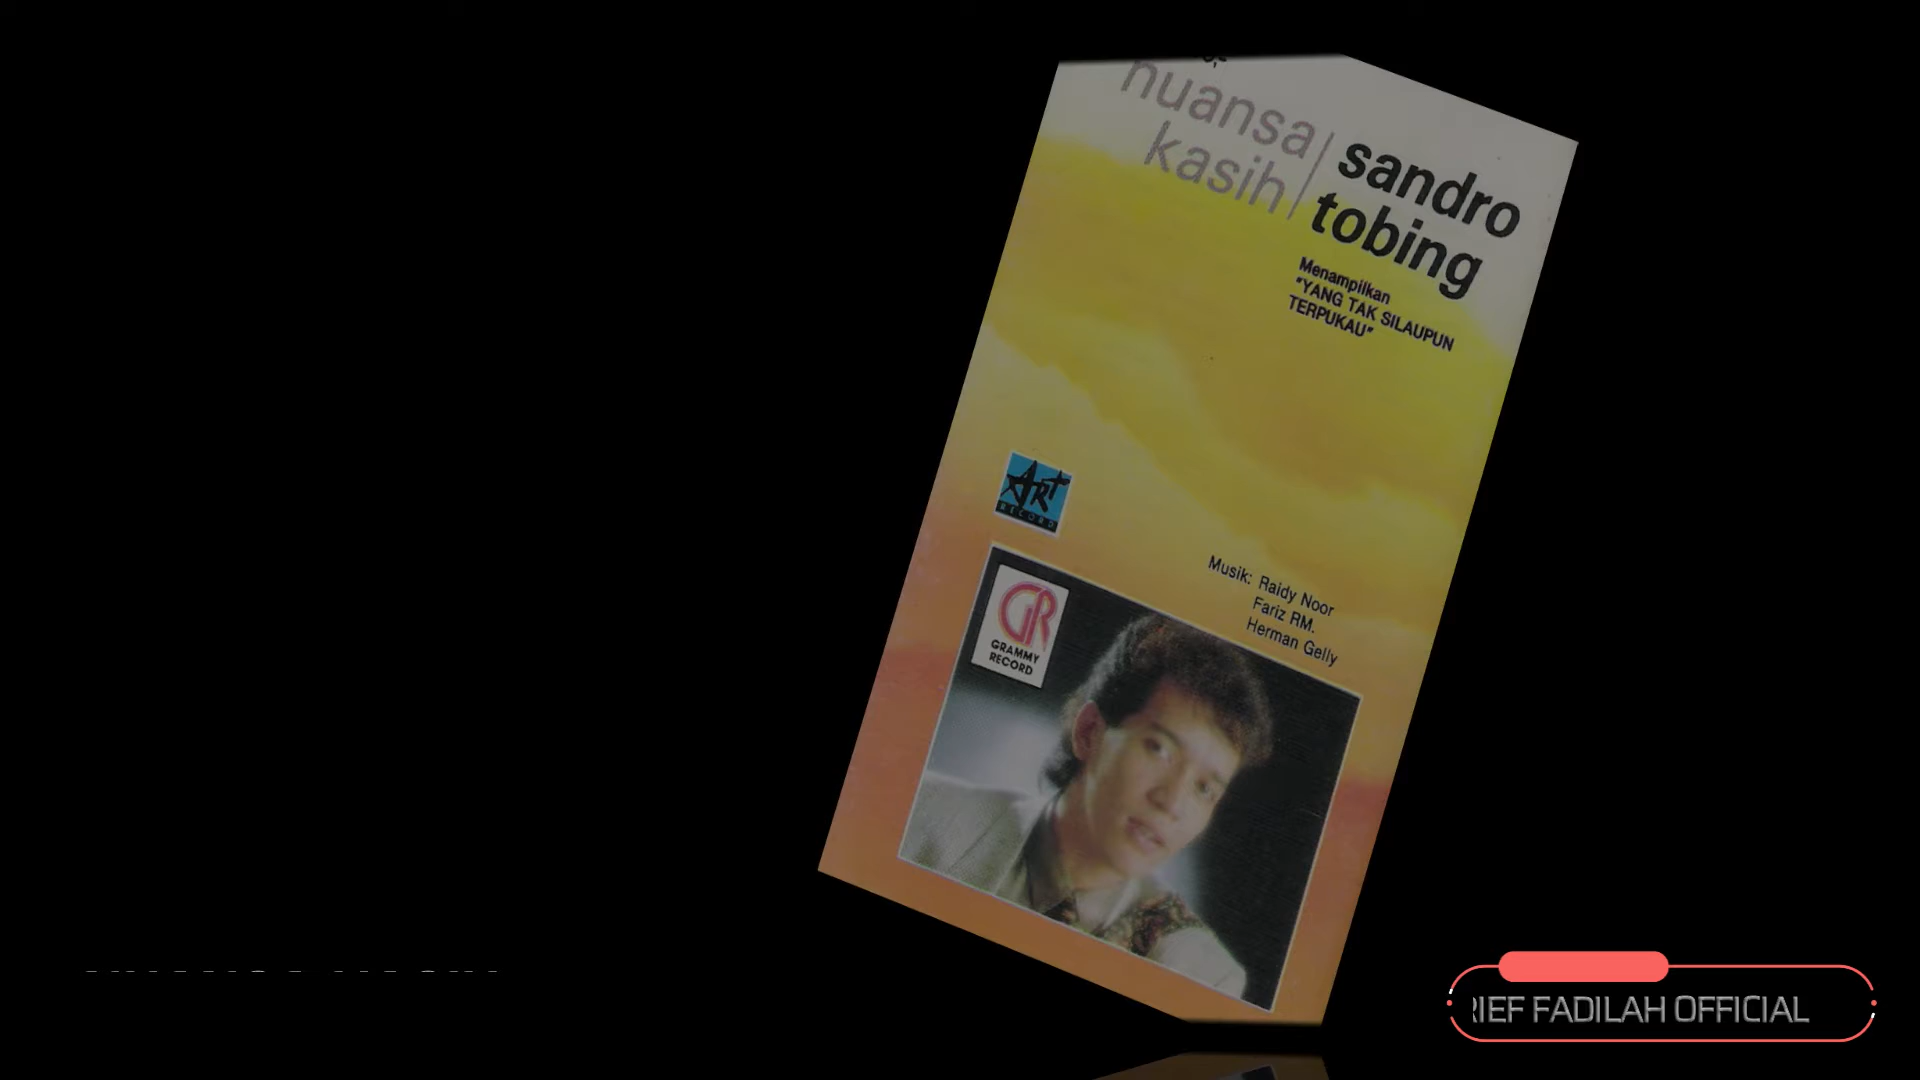 nuansa
kasih
sandro
tobing
Menampilkan
"YANG TAK SILAUPUN
TERPUKAU"
ART
RECORD
Musik: Raidy Noor
Fariz RM.
Herman Gelly
GR
GRAMMY
RECORD
RIEF FADILAH OFFICIAL